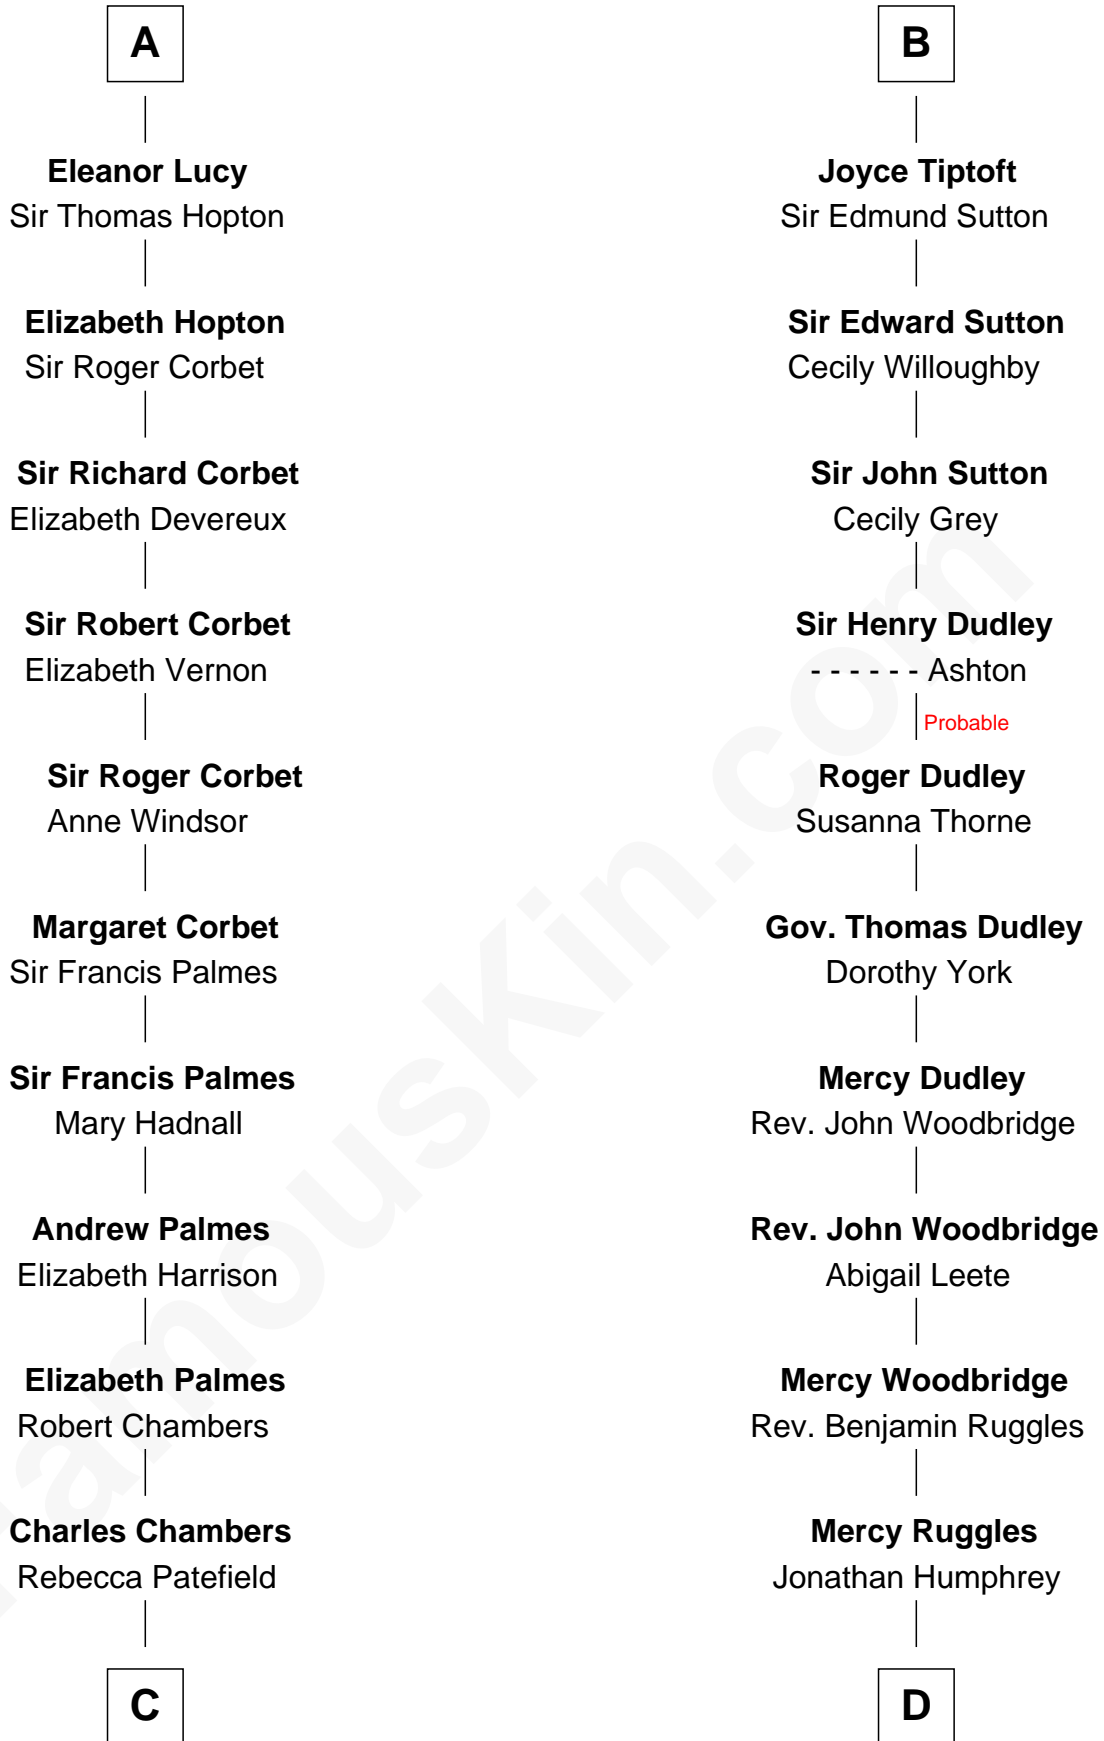 A
Eleanor Lucy
Sir Thomas Hopton
Elizabeth Hopton
Sir Roger Corbet
Sir Richard Corbet
Elizabeth Devereux
Sir Robert Corbet
Elizabeth Vernon
Sir Roger Corbet
Anne Windsor
Margaret Corbet
Sir Francis Palmes
Sir Francis Palmes
Mary Hadnall
Andrew Palmes
Elizabeth Harrison
Elizabeth Palmes
Robert Chambers
Charles Chambers
Rebecca Patefield
C
B
Joyce Tiptoft
Sir Edmund Sutton
Sir Edward Sutton
Cecily Willoughby
Sir John Sutton
Cecily Grey
Sir Henry Dudley
- - - - - - Ashton
Probable
Roger Dudley
Susanna Thorne
Gov. Thomas Dudley
Dorothy York
Mercy Dudley
Rev. John Woodbridge
Rev. John Woodbridge
Abigail Leete
Mercy Woodbridge
Rev. Benjamin Ruggles
Mercy Ruggles
Jonathan Humphrey
D
FamousKin.com